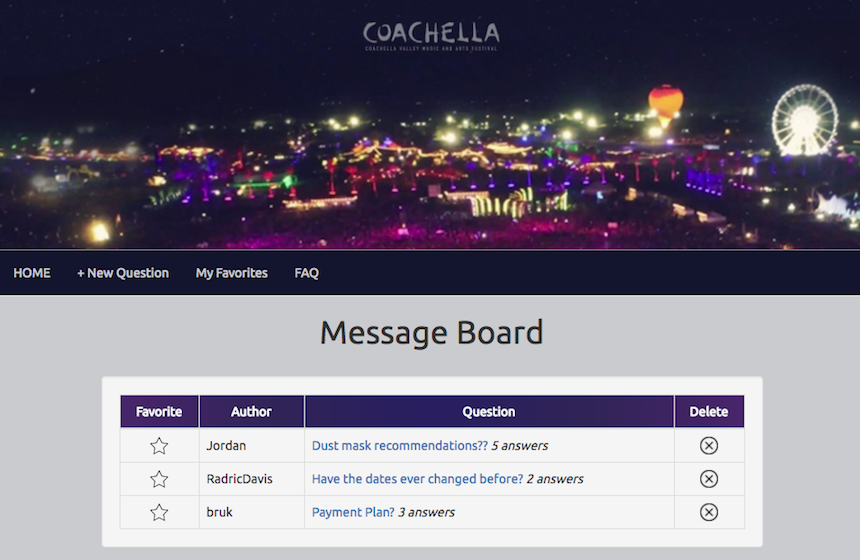 COACHELLA
COACHELLA VALLEY MUSIC AND ARTS FESTIVAL
HOME + New Question My Favorites FAQ
Message Board
Favorite Author Question Delete
Jordan Dust mask recommendations?? 5 answers
RadricDavis Have the dates ever changed before? 2 answers
bruk Payment Plan? 3 answers